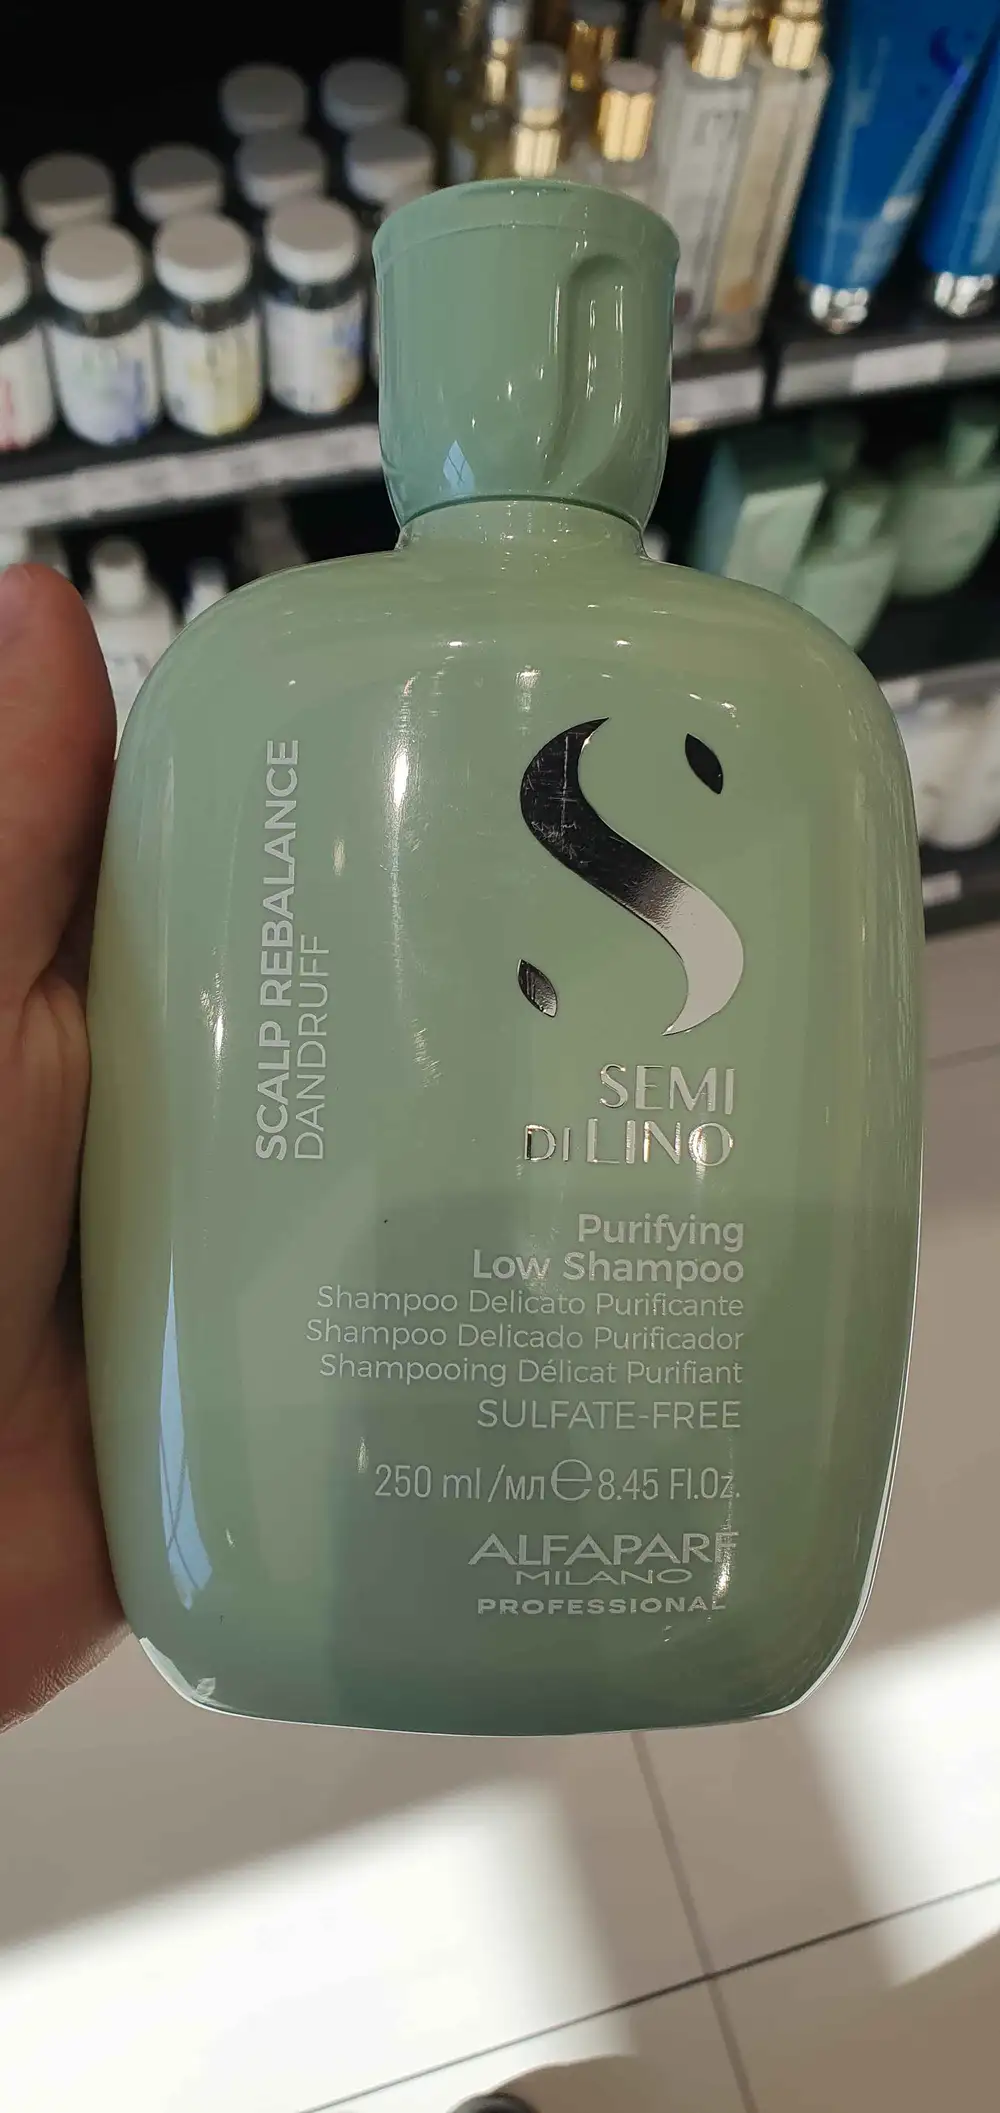 SCALP REBALANCE
DANDRUFF
SEMI
DI LINO
Purifying
Low Shampoo
Shampoo Delicato Purificante
Shampoo Delicado Purificador
Shampooing Délicat Purifiant
SULFATE-FREE
250 ml/мл ℮ 8.45 Fl.Oz.
ALFAPARF
MILANO
PROFESSIONAL